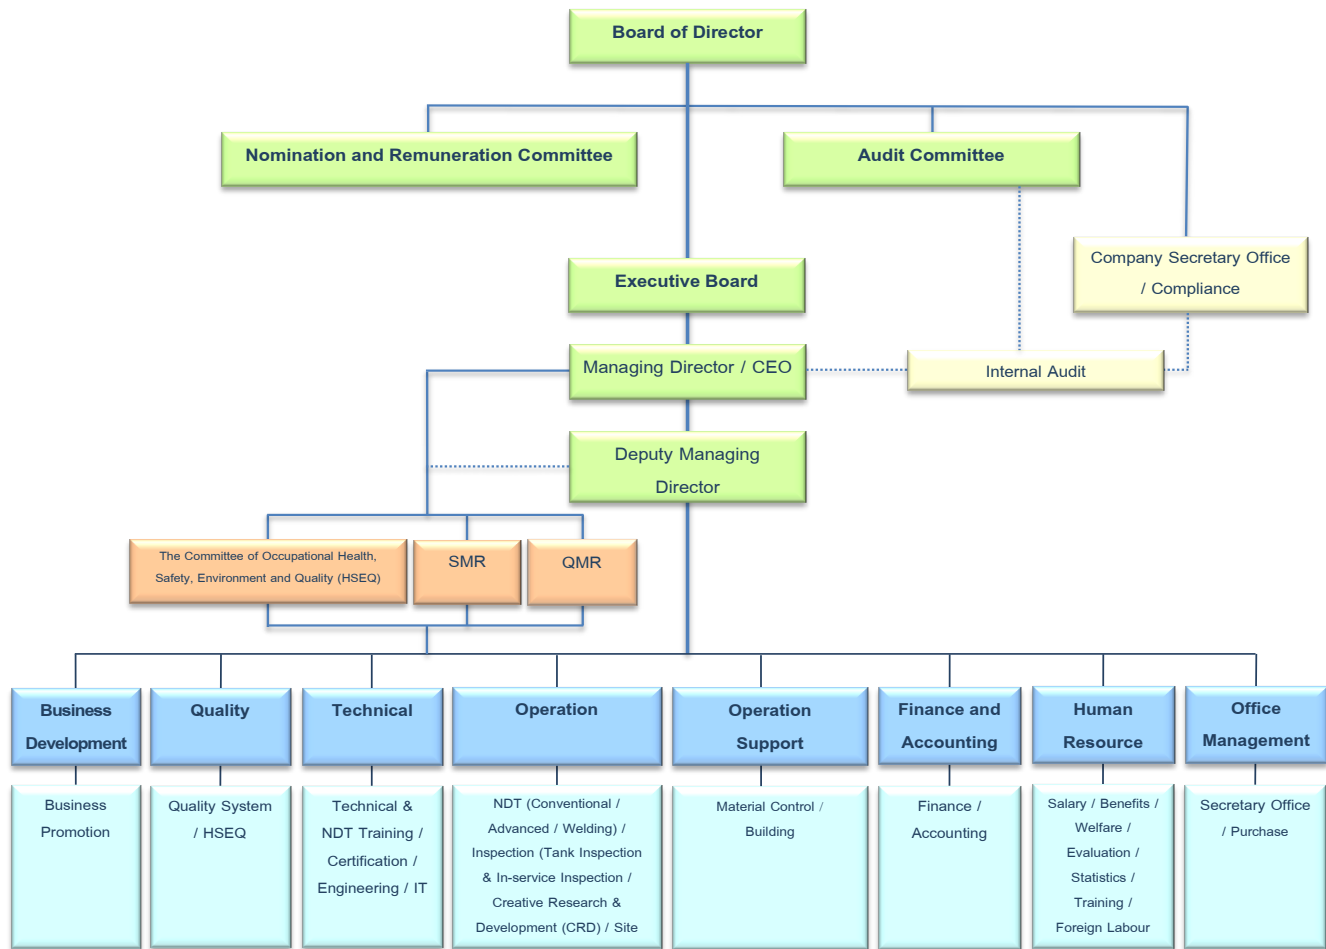 Board of Director
Nomination and Remuneration Committee
Audit Committee
Company Secretary Office
/ Compliance
Executive Board
Managing Director / CEO
Internal Audit
Deputy Managing
Director
The Committee of Occupational Health,
Safety, Environment and Quality (HSEQ)
SMR
QMR
Business
Development
Quality
Technical
Operation
Operation
Support
Finance and
Accounting
Human
Resource
Office
Management
Business
Promotion
Quality System
/ HSEQ
Technical &
NDT Training /
Certification /
Engineering / IT
NDT (Conventional /
Advanced / Welding) /
Inspection (Tank Inspection
& In-service Inspection /
Creative Research &
Development (CRD) / Site
Material Control /
Building
Finance /
Accounting
Salary / Benefits /
Welfare /
Evaluation /
Statistics /
Training /
Foreign Labour
Secretary Office
/ Purchase